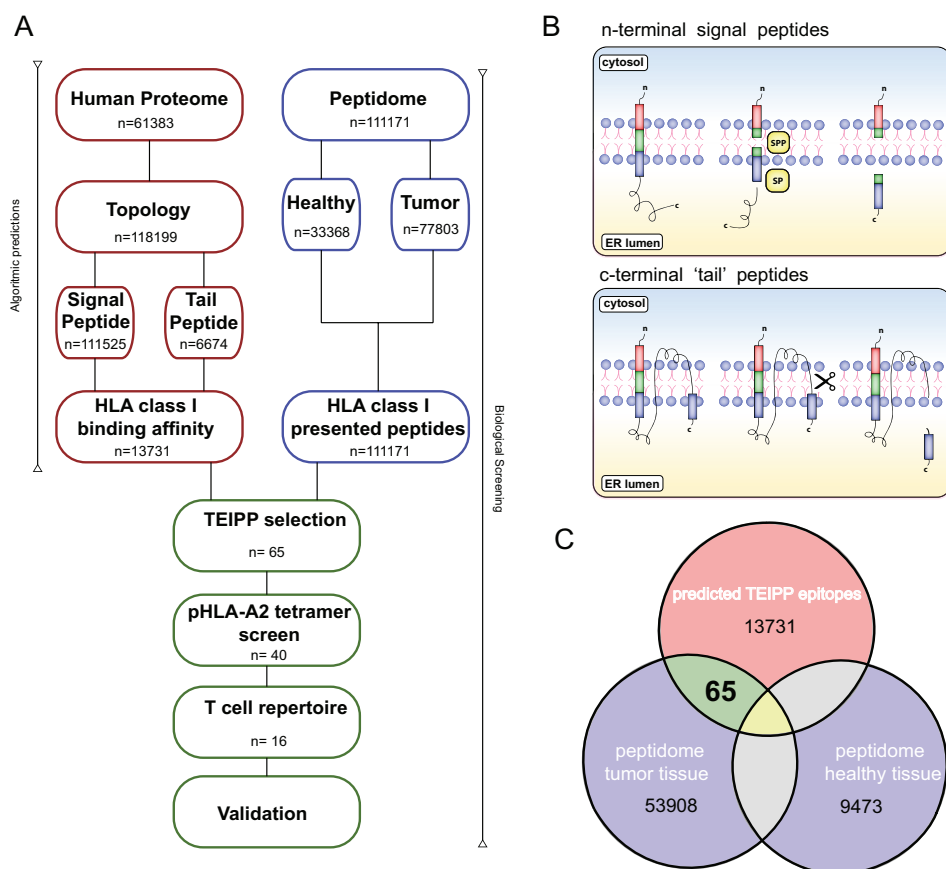 A
Human Proteome
n=61383
Peptidome
n=111171
Topology
n=118199
Healthy
n=33368
Tumor
n=77803
Signal
Peptide
n=111525
Tail
Peptide
n=6674
HLA class I
binding affinity
n=13731
HLA class I
presented peptides
n=111171
TEIPP selection
n= 65
pHLA-A2 tetramer
screen
n= 40
T cell repertoire
n= 16
Validation
Algoritmic predictions
Biological Screening
B
n-terminal signal peptides
cytosol
n
n
n
SPP
SP
c
c
c
ER lumen
c-terminal 'tail' peptides
cytosol
n
n
n
c
c
c
ER lumen
C
predicted TEIPP epitopes
13731
65
peptidome
tumor tissue
53908
peptidome
healthy tissue
9473